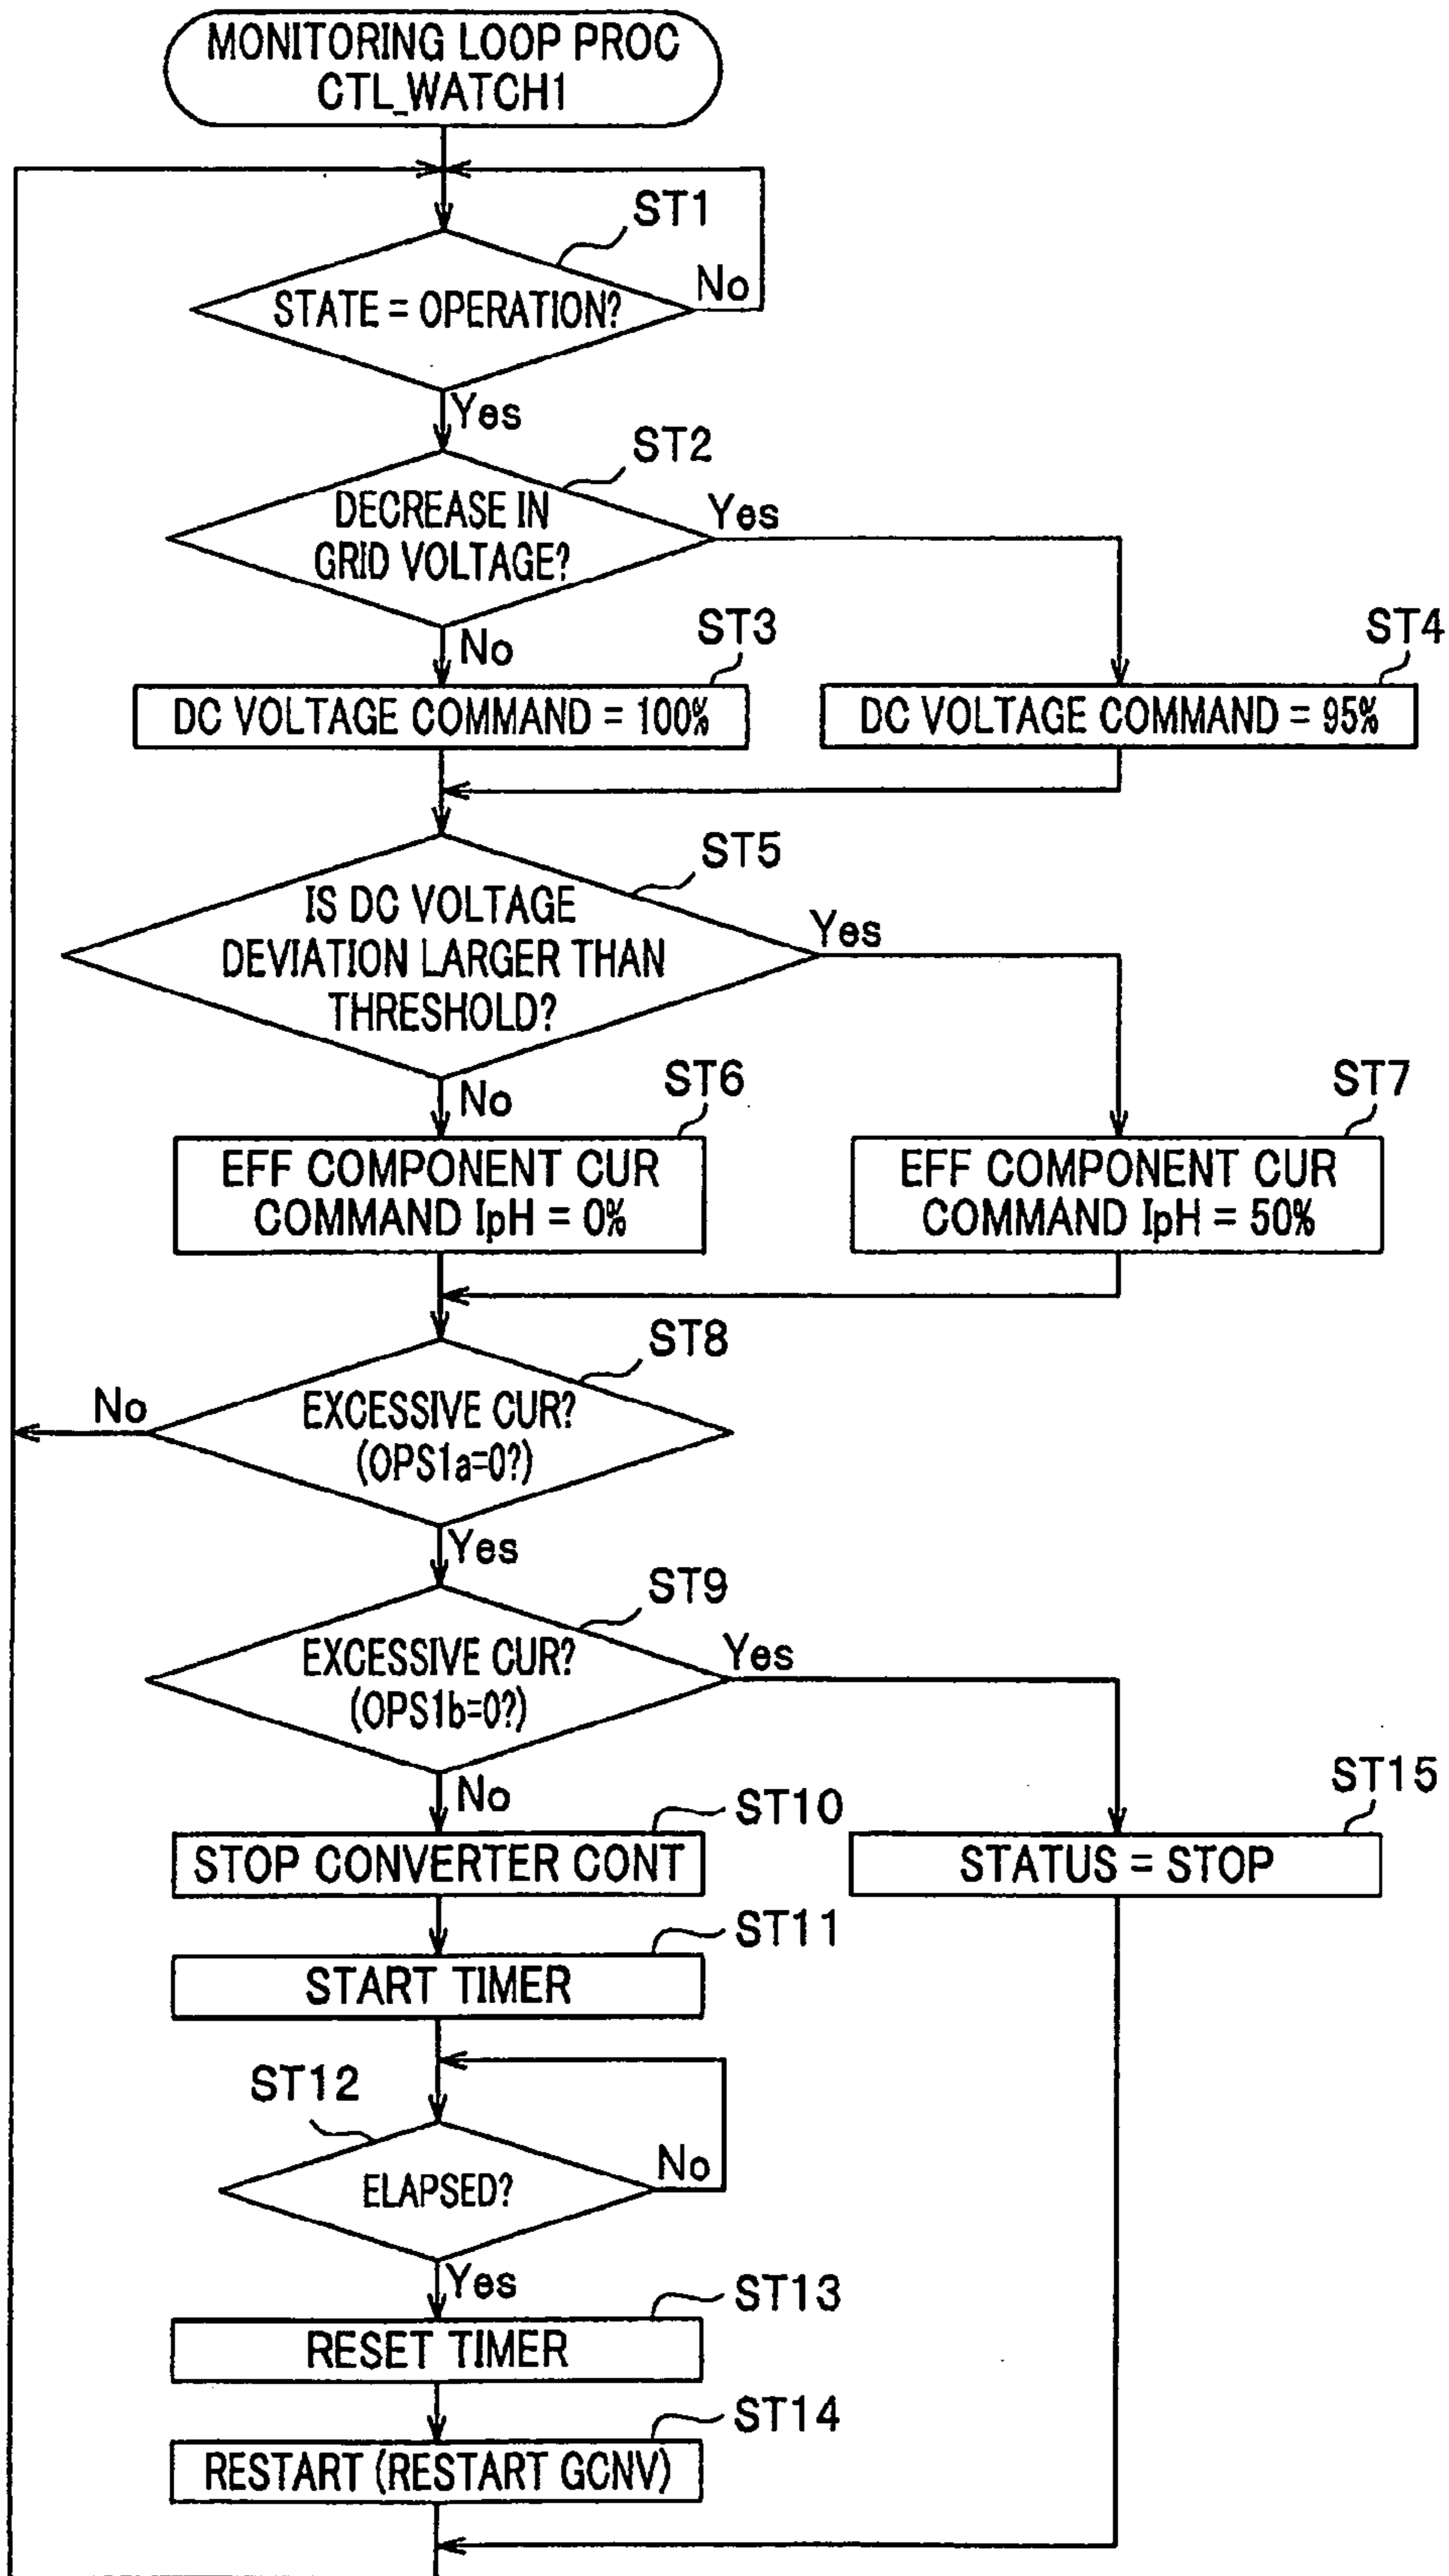 MONITORING LOOP PROC
CTL_WATCH1
ST1
STATE = OPERATION?
No
Yes
ST2
DECREASE IN
GRID VOLTAGE?
Yes
No
ST3
DC VOLTAGE COMMAND = 100%
ST4
DC VOLTAGE COMMAND = 95%
ST5
IS DC VOLTAGE
DEVIATION LARGER THAN
THRESHOLD?
Yes
No
ST6
EFF COMPONENT CUR
COMMAND IpH = 0%
ST7
EFF COMPONENT CUR
COMMAND IpH = 50%
ST8
EXCESSIVE CUR?
(OPS1a=0?)
No
Yes
ST9
EXCESSIVE CUR?
(OPS1b=0?)
Yes
No
ST10
STOP CONVERTER CONT
ST15
STATUS = STOP
ST11
START TIMER
ST12
ELAPSED?
No
Yes
ST13
RESET TIMER
ST14
RESTART (RESTART GCNV)